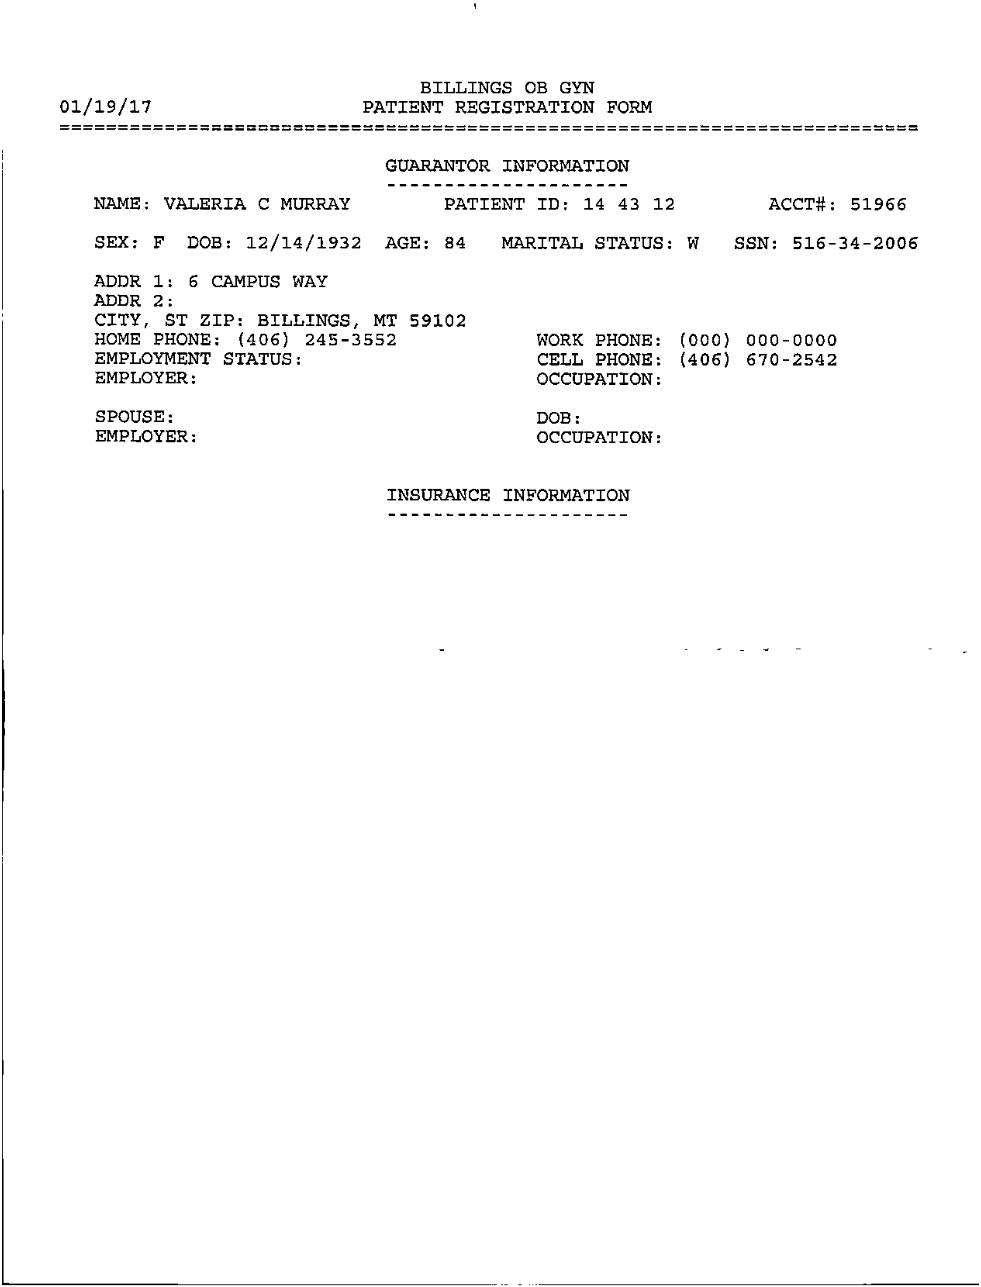 BILLINGS OB GYN
01/19/17 PATIENT REGISTRATION FORM
==========================================================================
GUARANTOR INFORMATION
---------------------
NAME: VALERIA C MURRAY PATIENT ID: 14 43 12 ACCT#: 51966
SEX: F DOB: 12/14/1932 AGE: 84 MARITAL STATUS: W SSN: 516-34-2006
ADDR 1: 6 CAMPUS WAY
ADDR 2:
CITY, ST ZIP: BILLINGS, MT 59102
HOME PHONE: (406) 245-3552 WORK PHONE: (000) 000-0000
EMPLOYMENT STATUS: CELL PHONE: (406) 670-2542
EMPLOYER: OCCUPATION:
SPOUSE: DOB:
EMPLOYER: OCCUPATION:
INSURANCE INFORMATION
---------------------